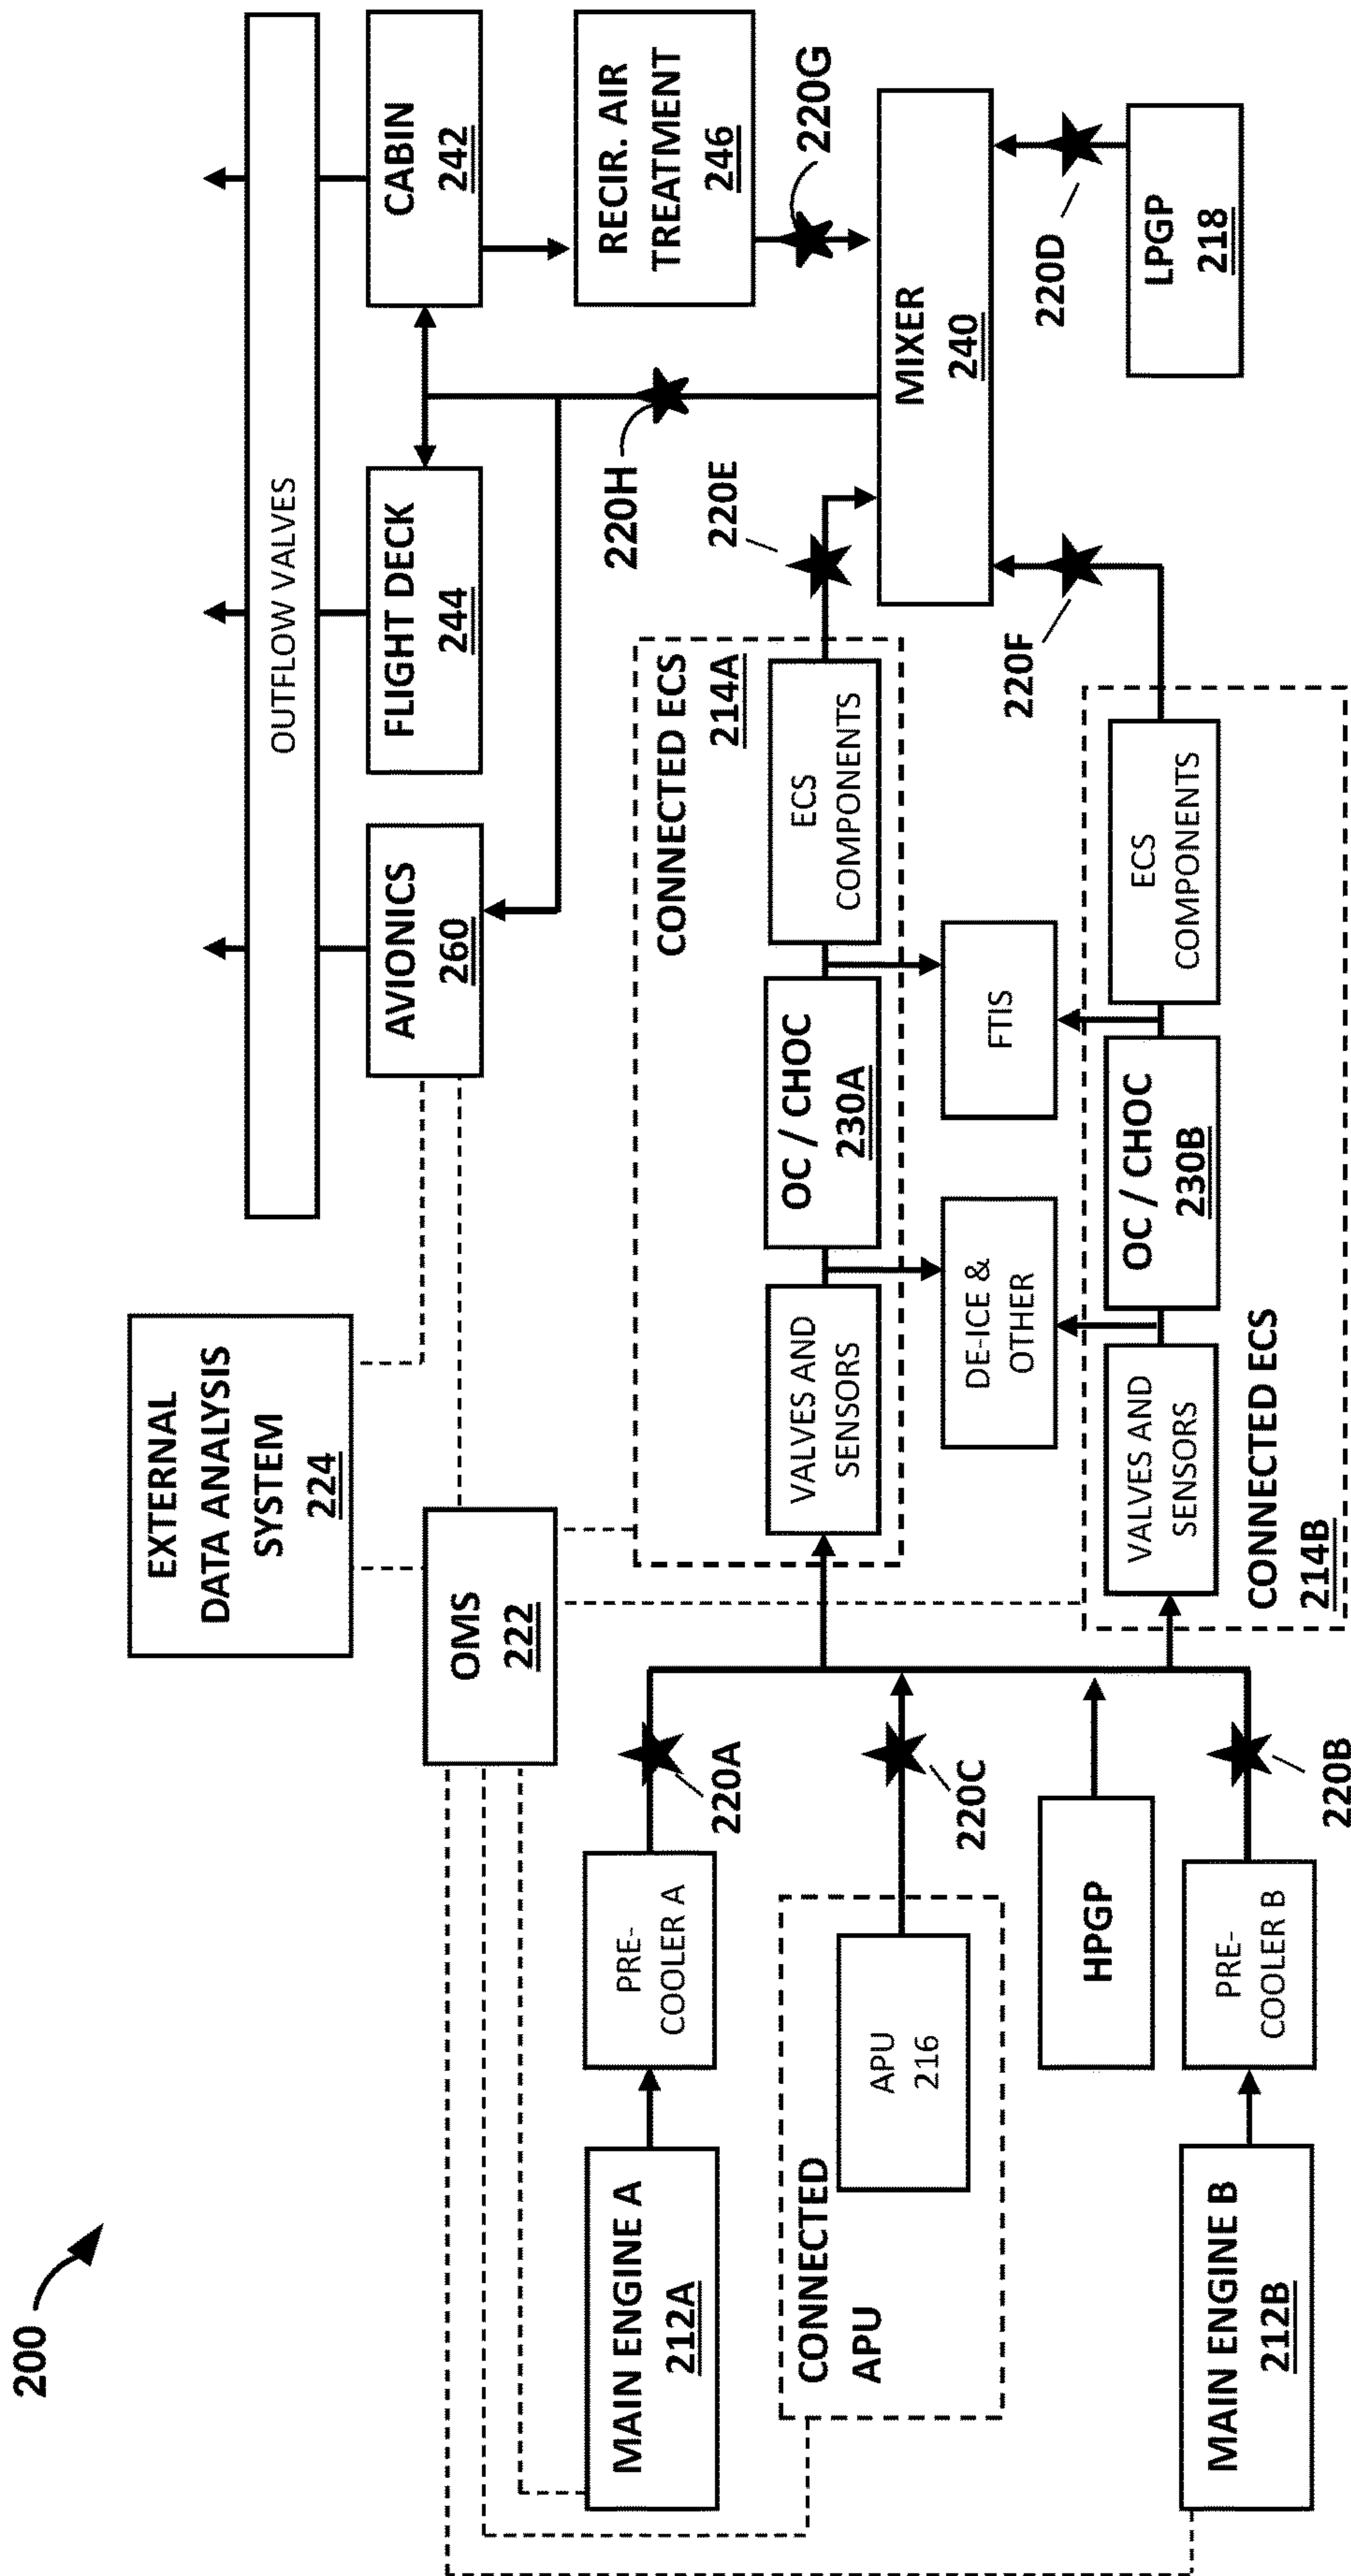 200
EXTERNAL
DATA ANALYSIS
SYSTEM
224
OUTFLOW VALVES
OMS
222
AVIONICS
260
FLIGHT DECK
244
CABIN
242
RECIR. AIR
TREATMENT
246
220G
220H
220E
MAIN ENGINE A
212A
PRE-
COOLER A
220A
CONNECTED ECS
214A
VALVES AND
SENSORS
OC / CHOC
230A
ECS
COMPONENTS
MIXER
240
CONNECTED
APU
APU
216
220C
DE-ICE &
OTHER
FTIS
220F
220D
LPGP
218
HPGP
MAIN ENGINE B
212B
PRE-
COOLER B
220B
VALVES AND
SENSORS
OC / CHOC
230B
ECS
COMPONENTS
CONNECTED ECS
214B